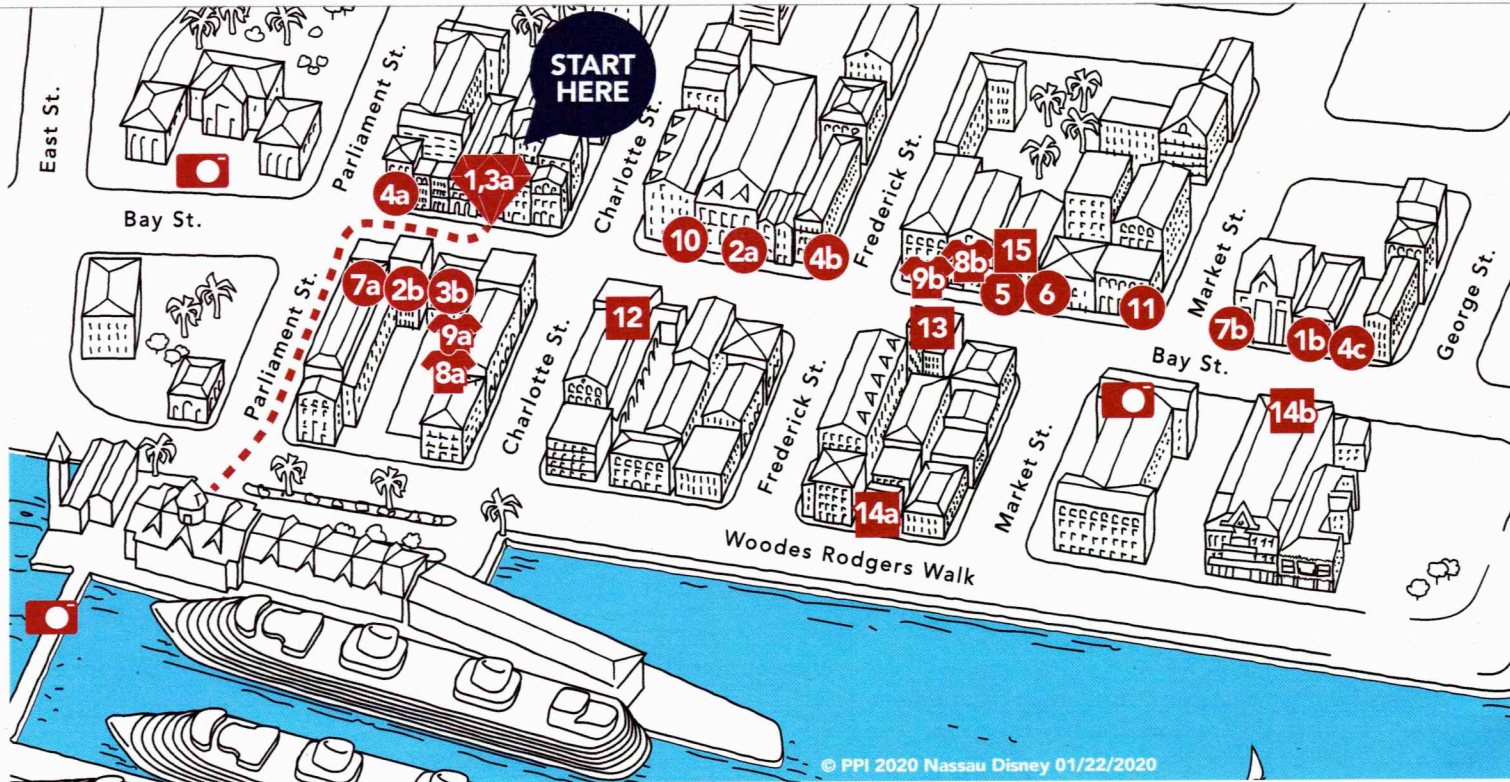 START
HERE
East St.
Parliament St.
Charlotte St.
Frederick St.
Market St.
George St.
Bay St.
4a
1,3a
10
2a
4b
9b
8b
15
5
6
11
7b
1b
4c
Bay St.
7a
2b
3b
9a
8a
12
13
14b
14a
Parliament St.
Charlotte St.
Frederick St.
Market St.
Woodes Rodgers Walk
© PPI 2020 Nassau Disney 01/22/2020